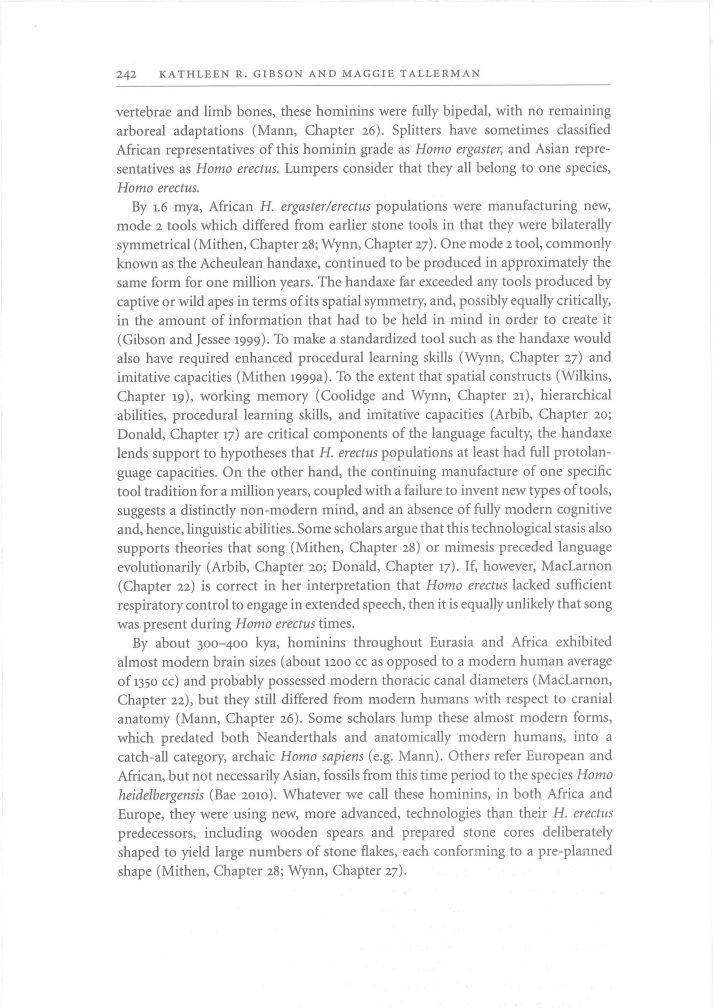 242 KATHLEEN R. GIBSON AND MAGGIE TALLERMAN
vertebrae and limb bones, these hominins were fully bipedal, with no remaining
arboreal adaptations (Mann, Chapter 26). Splitters have sometimes classified
African representatives of this hominin grade as Homo ergaster, and Asian repre-
sentatives as Homo erectus. Lumpers consider that they all belong to one species,
Homo erectus.
By 1.6 mya, African H. ergaster/erectus populations were manufacturing new,
mode 2 tools which differed from earlier stone tools in that they were bilaterally
symmetrical (Mithen, Chapter 28; Wynn, Chapter 27). One mode 2 tool, commonly
known as the Acheulean handaxe, continued to be produced in approximately the
same form for one million years. The handaxe far exceeded any tools produced by
captive or wild apes in terms of its spatial symmetry, and, possibly equally critically,
in the amount of information that had to be held in mind in order to create it
(Gibson and Jessee 1999). To make a standardized tool such as the handaxe would
also have required enhanced procedural learning skills (Wynn, Chapter 27) and
imitative capacities (Mithen 1999a). To the extent that spatial constructs (Wilkins,
Chapter 19), working memory (Coolidge and Wynn, Chapter 21), hierarchical
abilities, procedural learning skills, and imitative capacities (Arbib, Chapter 20;
Donald, Chapter 17) are critical components of the language faculty, the handaxe
lends support to hypotheses that H. erectus populations at least had full protolan-
guage capacities. On the other hand, the continuing manufacture of one specific
tool tradition for a million years, coupled with a failure to invent new types of tools,
suggests a distinctly non-modern mind, and an absence of fully modern cognitive
and, hence, linguistic abilities. Some scholars argue that this technological stasis also
supports theories that song (Mithen, Chapter 28) or mimesis preceded language
evolutionarily (Arbib, Chapter 20; Donald, Chapter 17). If, however, MacLarnon
(Chapter 22) is correct in her interpretation that Homo erectus lacked sufficient
respiratory control to engage in extended speech, then it is equally unlikely that song
was present during Homo erectus times.
By about 300–400 kya, hominins throughout Eurasia and Africa exhibited
almost modern brain sizes (about 1200 cc as opposed to a modern human average
of 1350 cc) and probably possessed modern thoracic canal diameters (MacLarnon,
Chapter 22), but they still differed from modern humans with respect to cranial
anatomy (Mann, Chapter 26). Some scholars lump these almost modern forms,
which predated both Neanderthals and anatomically modern humans, into a
catch-all category, archaic Homo sapiens (e.g. Mann). Others refer European and
African, but not necessarily Asian, fossils from this time period to the species Homo
heidelbergensis (Bae 2010). Whatever we call these hominins, in both Africa and
Europe, they were using new, more advanced, technologies than their H. erectus
predecessors, including wooden spears and prepared stone cores deliberately
shaped to yield large numbers of stone flakes, each conforming to a pre-planned
shape (Mithen, Chapter 28; Wynn, Chapter 27).